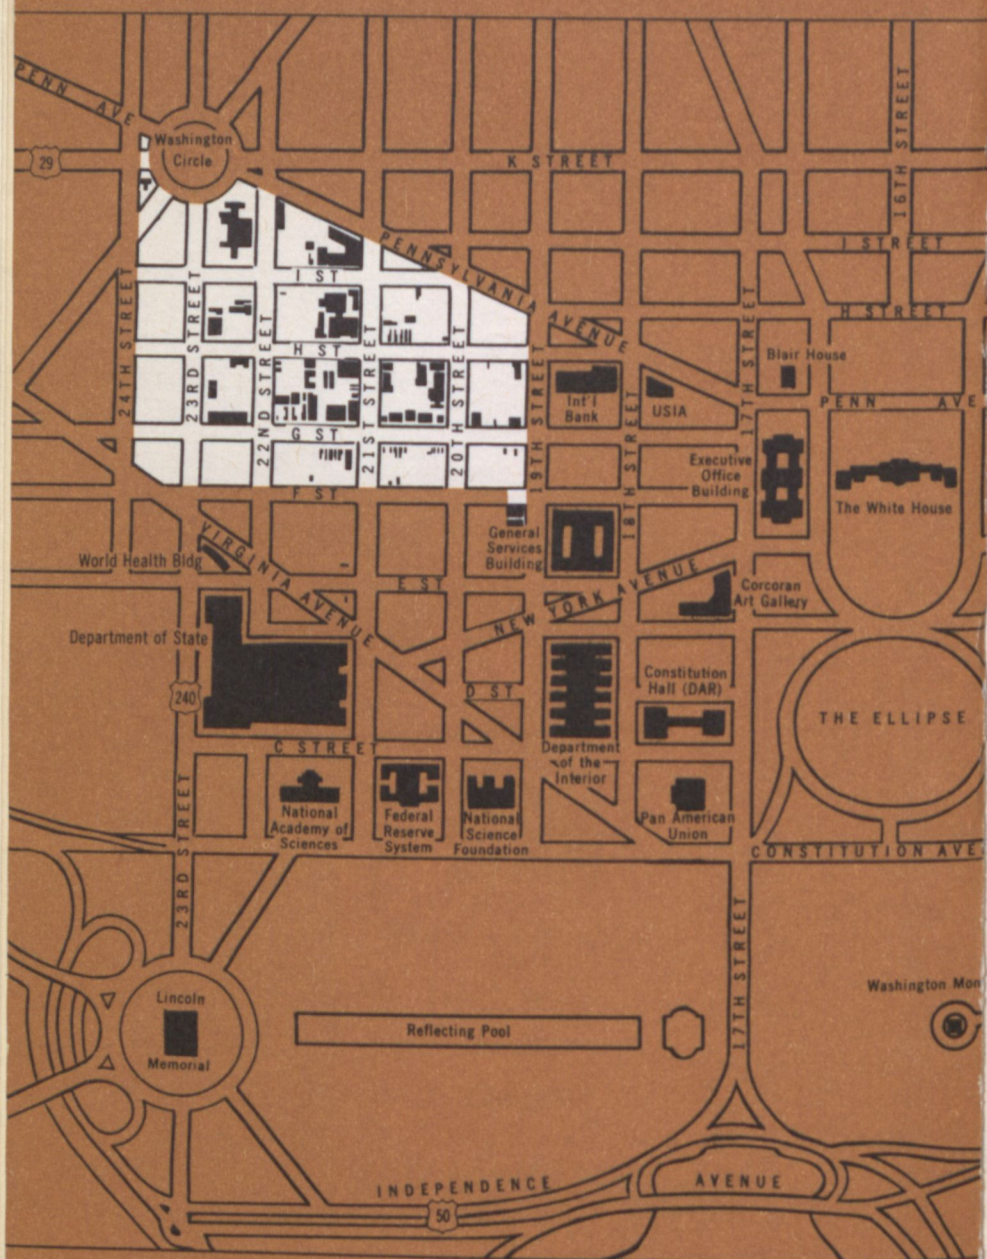 PENN AVE
Washington
Circle
29
K STREET
16TH STREET
I STREET
PENNSYLVANIA AVENUE
I ST
24TH STREET
23RD STREET
22ND STREET
21ST STREET
20TH STREET
19TH STREET
18TH STREET
17TH STREET
H STREET
H ST
Blair House
Int'l
Bank
USIA
PENN AVE
G ST
Executive
Office
Building
The White House
F ST
General
Services
Building
VIRGINIA AVENUE
World Health Bldg
E ST
NEW YORK AVENUE
Corcoran
Art Gallery
Department of State
Constitution
Hall (DAR)
240
D ST
THE ELLIPSE
C STREET
Department
of the
Interior
National
Academy of
Sciences
Federal
Reserve
System
National
Science
Foundation
Pan American
Union
CONSTITUTION AVE
23RD STREET
17TH STREET
Lincoln
Memorial
Reflecting Pool
Washington Mon
INDEPENDENCE AVENUE
50